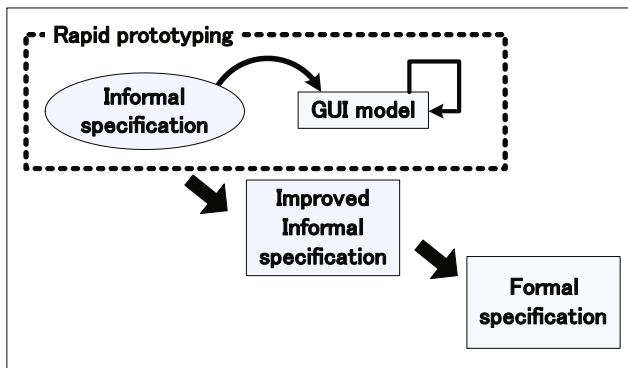 Rapid prototyping
Informal
specification
GUI model
Improved
Informal
specification
Formal
specification